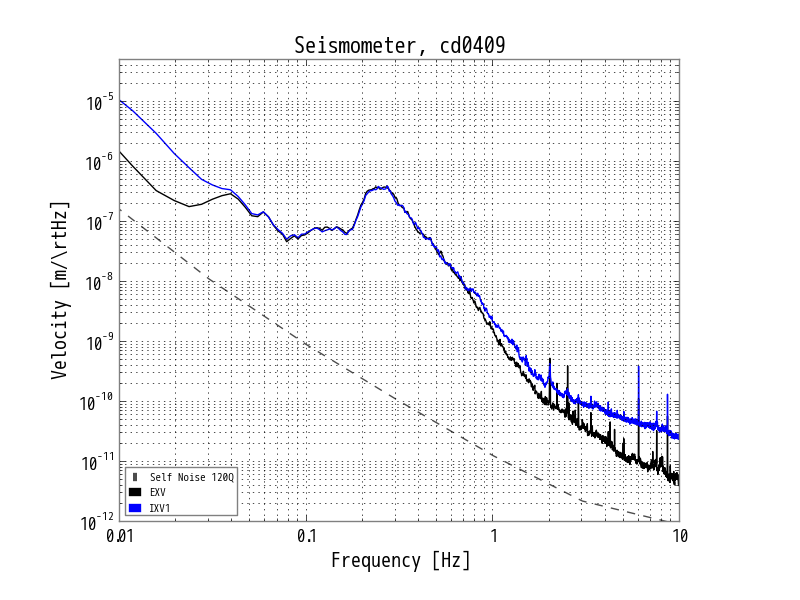 Seismometer, cd0409
Velocity [m/\rtHz]
10^-5
10^-6
10^-7
10^-8
10^-9
10^-10
10^-11
10^-12
Self Noise 120Q
EXV
IXV1
0.01 0.1 1 10
Frequency [Hz]